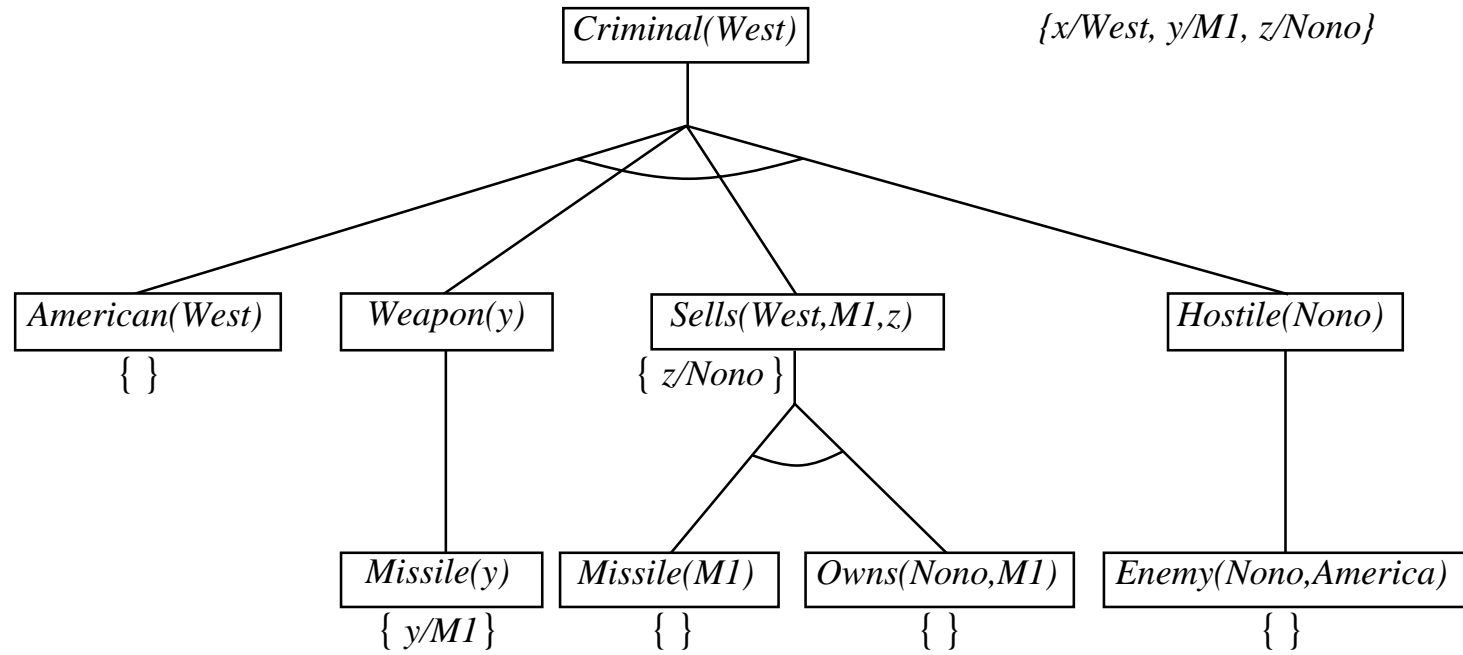 Criminal(West)
{x/West, y/M1, z/Nono}
American(West)
Weapon(y)
Sells(West,M1,z)
Hostile(Nono)
{ }
{ z/Nono }
Missile(y)
Missile(M1)
Owns(Nono,M1)
Enemy(Nono,America)
{ y/M1}
{ }
{ }
{ }